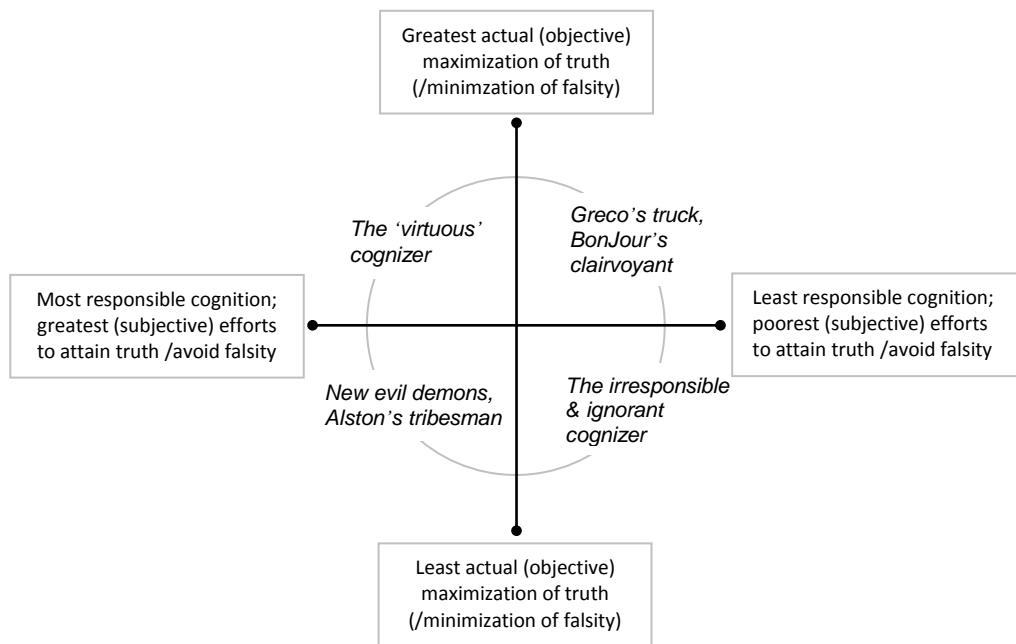 Greatest actual (objective)
maximization of truth
(/minimzation of falsity)
The ‘virtuous’
cognizer
Greco’s truck,
BonJour’s
clairvoyant
Most responsible cognition;
greatest (subjective) efforts
to attain truth /avoid falsity
Least responsible cognition;
poorest (subjective) efforts
to attain truth /avoid falsity
New evil demons,
Alston’s tribesman
The irresponsible
& ignorant
cognizer
Least actual (objective)
maximization of truth
(/minimization of falsity)